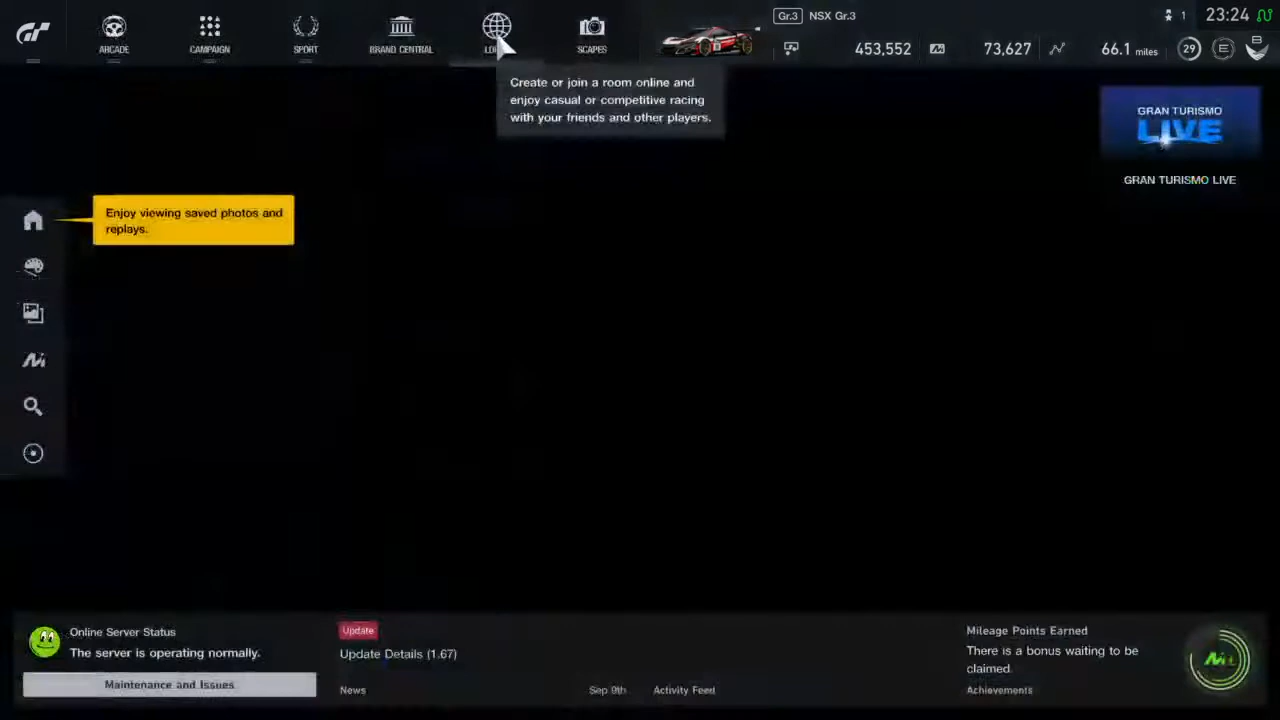 ARCADE
CAMPAIGN
SPORT
BRAND CENTRAL
SCAPES
Gr.3 NSX Gr.3
1 23:24
453,552 73,627 66.1 miles 29 E B
Create or join a room online and
enjoy casual or competitive racing
with your friends and other players.
GRAN TURISMO
LIVE
GRAN TURISMO LIVE
Enjoy viewing saved photos and
replays.
Online Server Status
The server is operating normally.
Maintenance and Issues
Update
Update Details (1.67)
News Sep 9th
Activity Feed
Mileage Points Earned
There is a bonus waiting to be
claimed.
Achievements